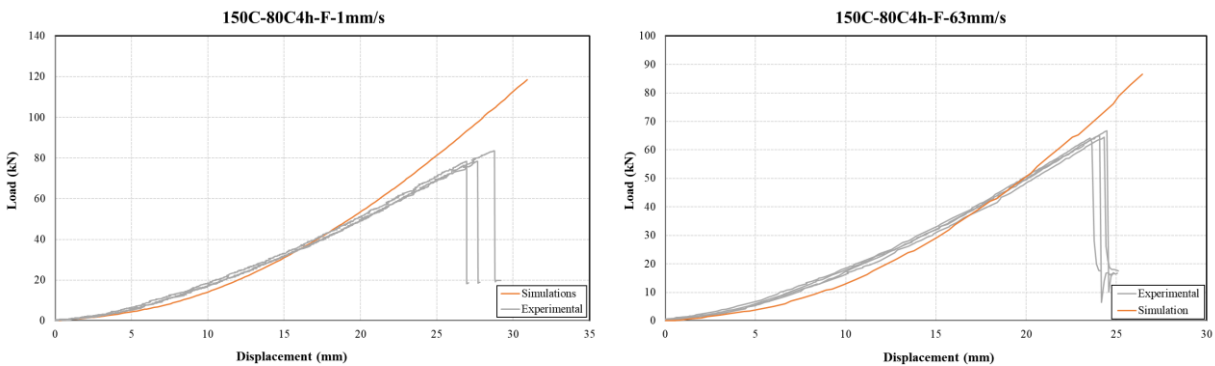 150C-80C4h-F-1mm/s
140
120
100
80
60
40
20
0
Load (kN)
0 5 10 15 20 25 30 35
Displacement (mm)
Simulations
Experimental
150C-80C4h-F-63mm/s
100
90
80
70
60
50
40
30
20
10
0
Load (kN)
0 5 10 15 20 25 30
Displacement (mm)
Experimental
Simulation